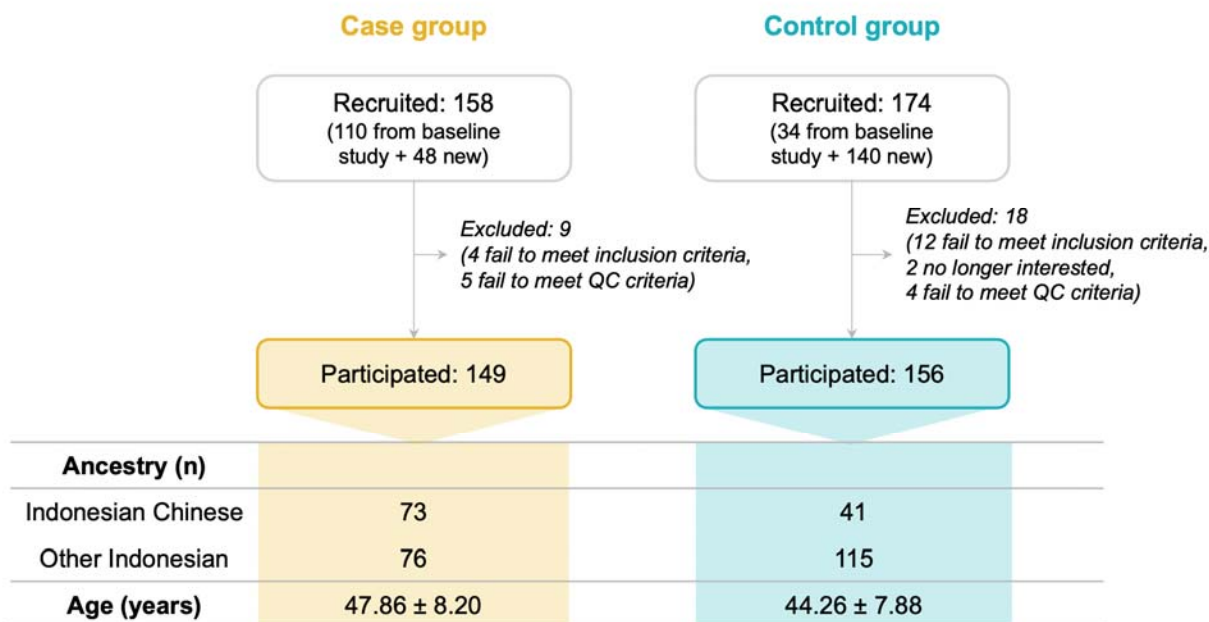 Case group
Control group
Recruited: 158
(110 from baseline
study + 48 new)
Recruited: 174
(34 from baseline
study + 140 new)
Excluded: 9
(4 fail to meet inclusion criteria,
5 fail to meet QC criteria)
Excluded: 18
(12 fail to meet inclusion criteria,
2 no longer interested,
4 fail to meet QC criteria)
Participated: 149
Participated: 156
Ancestry (n)
Indonesian Chinese 73 41
Other Indonesian 76 115
Age (years) 47.86 ± 8.20 44.26 ± 7.88